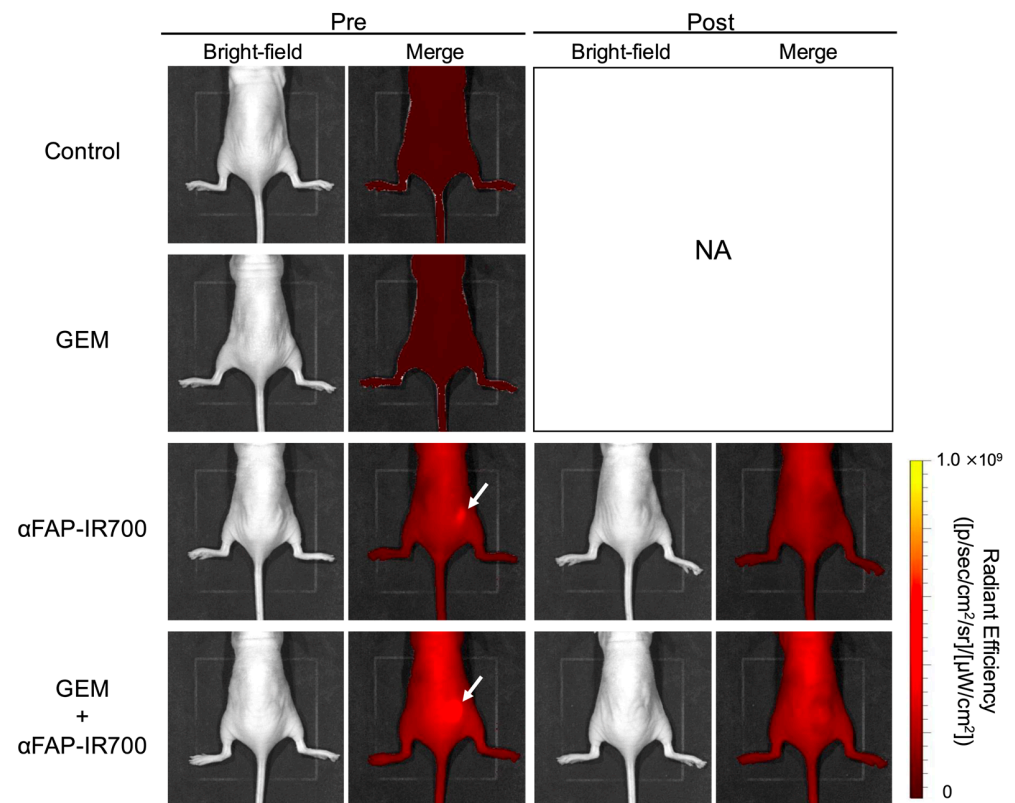 Pre
Post
Bright-field
Merge
Bright-field
Merge
Control
NA
GEM
αFAP-IR700
GEM
+
αFAP-IR700
1.0 ×10⁹
Radiant Efficiency
([p/sec/cm²/sr]/[μW/cm²])
0